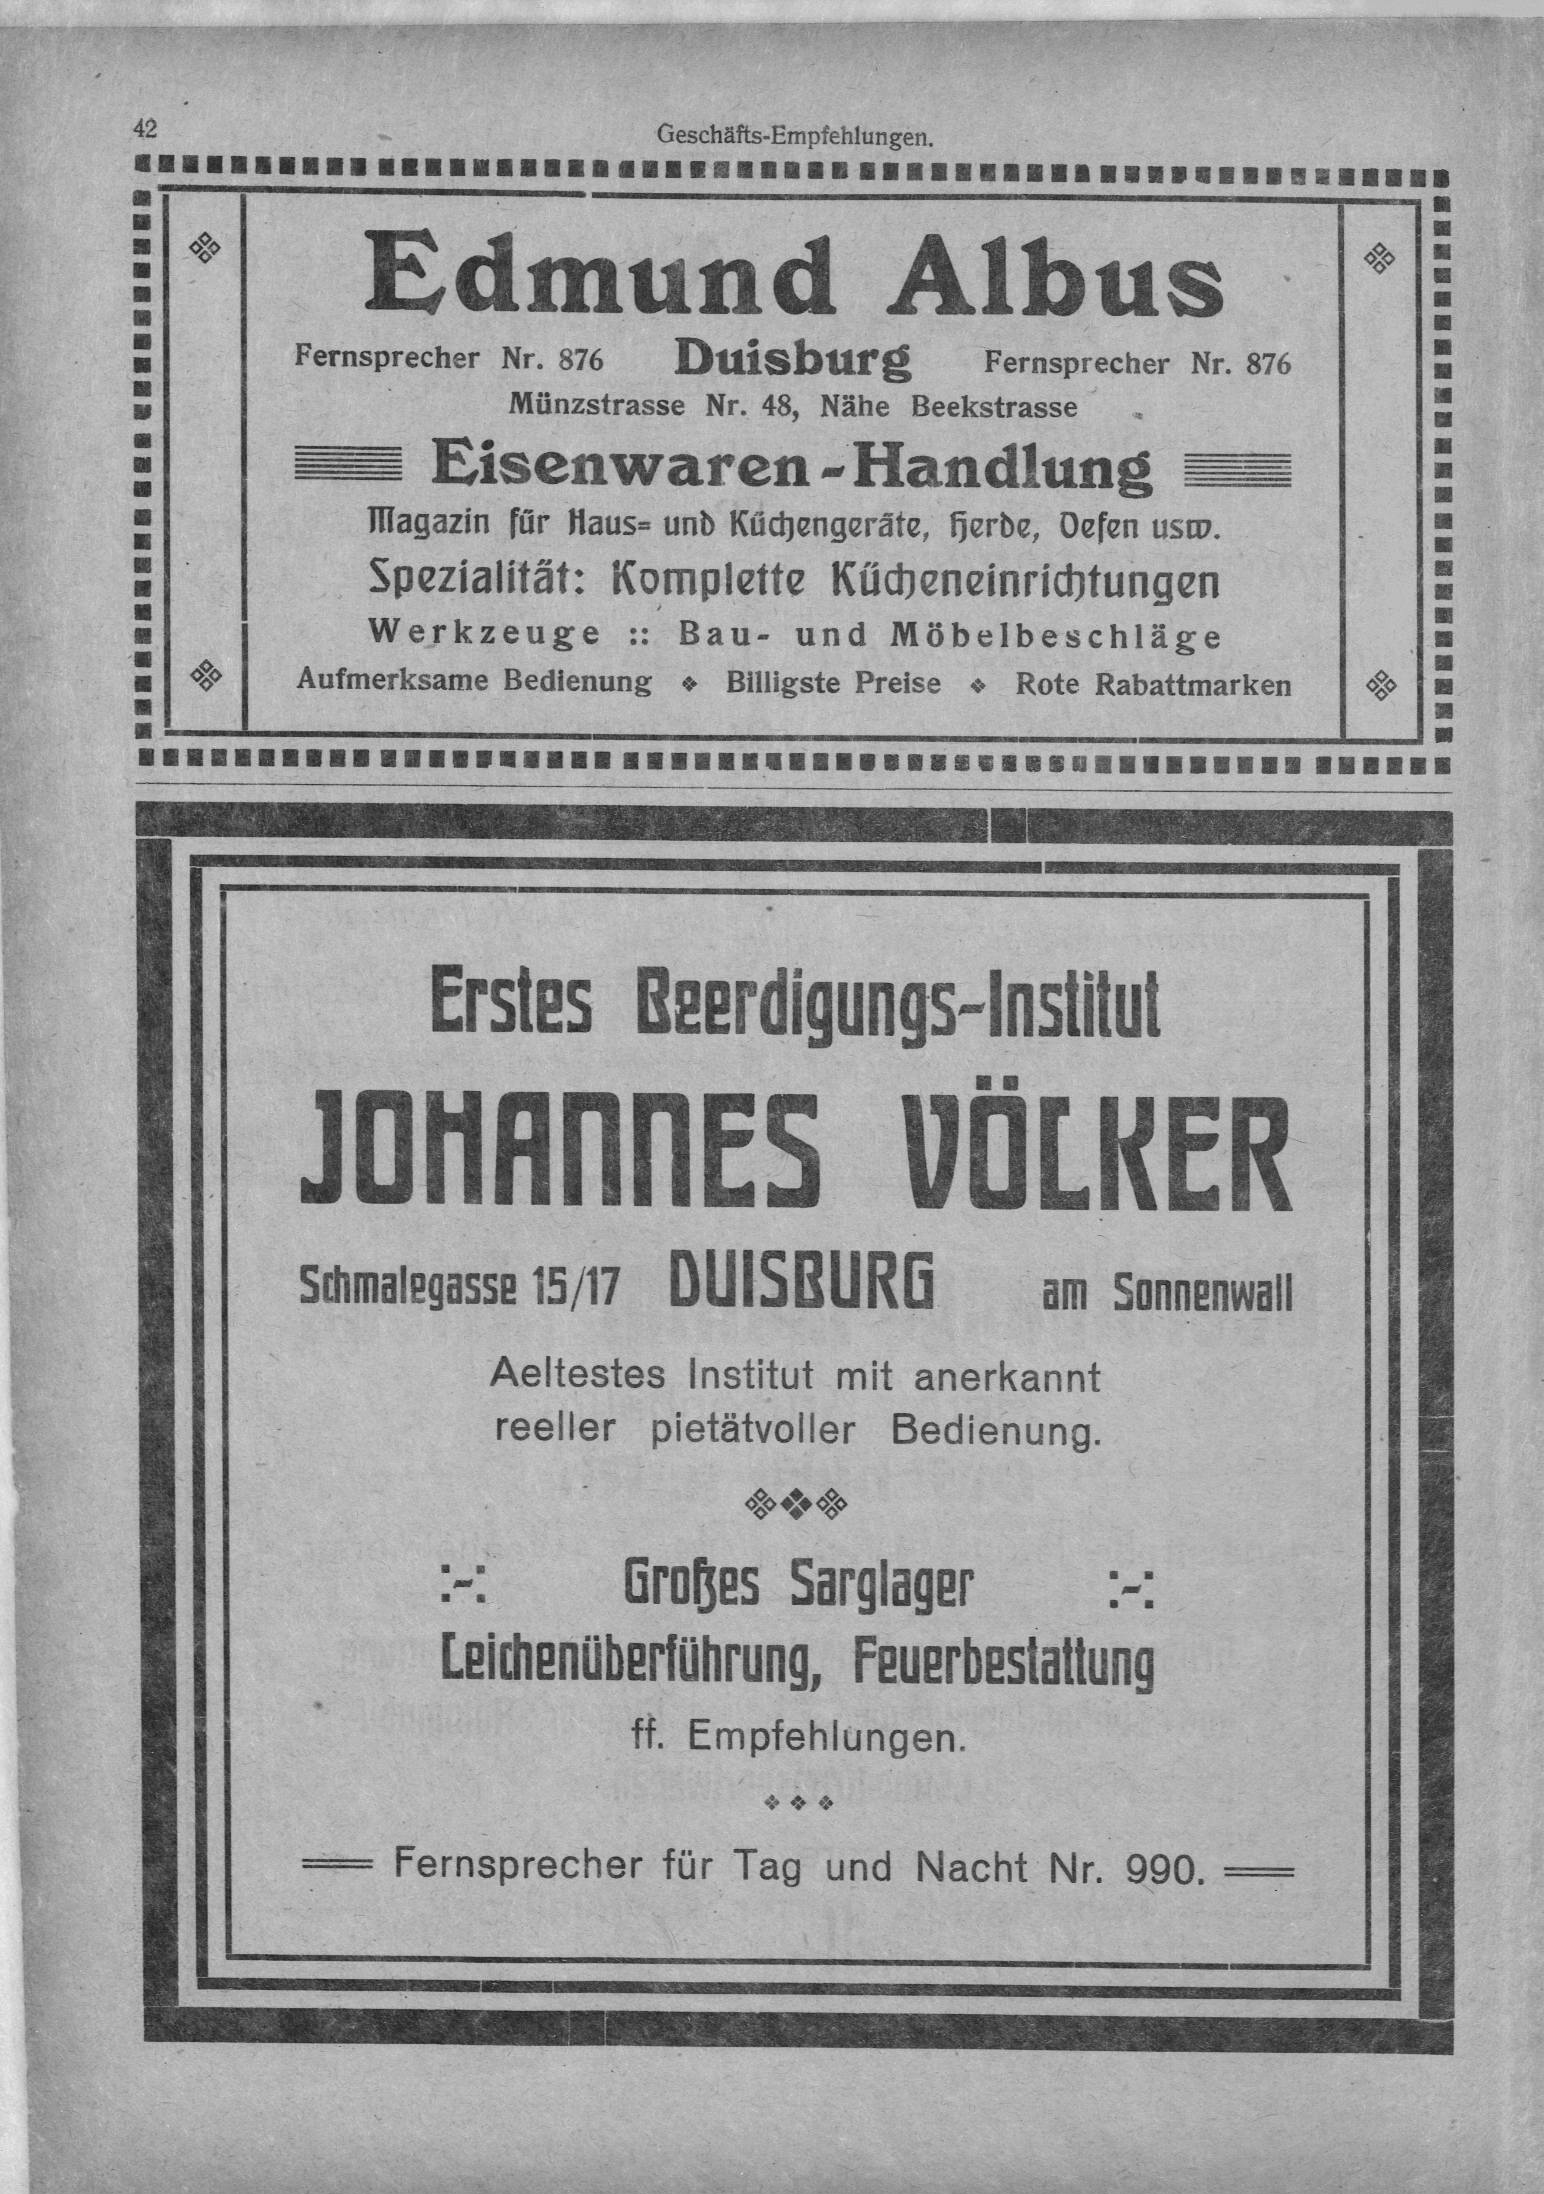 42
Geschäfts-Empfehlungen.
Edmund Albus
Fernsprecher Nr. 876 Duisburg Fernsprecher Nr. 876
Münzstrasse Nr. 48, Nähe Beekstrasse
Eisenwaren-Handlung
Magazin für Haus= und Küchengeräte, Herde, Oefen usw.
Spezialität: Komplette Kücheneinrichtungen
Werkzeuge :: Bau- und Möbelbeschläge
Aufmerksame Bedienung ❖ Billigste Preise ❖ Rote Rabattmarken
Erstes Beerdigungs-Institut
JOHANNES VÖLKER
Schmalegasse 15/17 DUISBURG am Sonnenwall
Aeltestes Institut mit anerkannt
reeller pietätvoller Bedienung.
:-: Großes Sarglager :-:
Leichenüberführung, Feuerbestattung
ff. Empfehlungen.
Fernsprecher für Tag und Nacht Nr. 990.